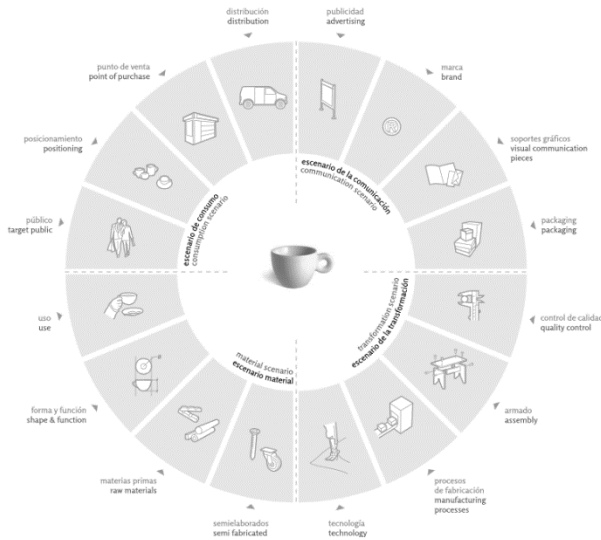 distribución
distribution
publicidad
advertising
punto de venta
point of purchase
marca
brand
posicionamiento
positioning
soportes gráficos
visual communication
pieces
público
target public
packaging
packaging
escenario de consumo
consumption scenario
escenario de la comunicación
communication scenario
uso
use
control de calidad
quality control
material scenario
escenario material
transformation scenario
escenario de la transformación
forma y función
shape & function
armado
assembly
materias primas
raw materials
procesos
de fabricación
manufacturing
processes
semielaborados
semi fabricated
tecnología
technology